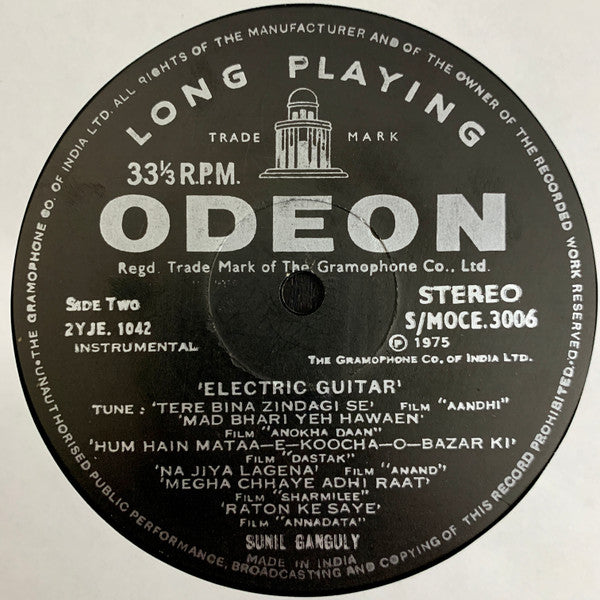 THE GRAMOPHONE CO. OF INDIA LTD. ALL RIGHTS OF THE MANUFACTURER AND OF THE OWNER OF THE RECORDED WORK RESERVED.
LONG PLAYING
TRADE MARK
33⅓ R.P.M.
ODEON
Regd. Trade Mark of The Gramophone Co., Ltd.
SIDE TWO
2YJE. 1042
INSTRUMENTAL
STEREO
S/MOCE.3006
Ⓟ 1975
THE GRAMOPHONE CO. OF INDIA LTD.
'ELECTRIC GUITAR'
TUNE : 'TERE BINA ZINDAGI SE' FILM "AANDHI"
'MAD BHARI YEH HAWAEN'
FILM "ANOKHA DAAN"
'HUM HAIN MATAA—E—KOOCHA—O—BAZAR KI'
FILM "DASTAK"
'NA JIYA LAGENA' FILM "ANAND"
'MEGHA CHHAYE ADHI RAAT'
FILM "SHARMILEE"
'RATON KE SAYE'
FILM "ANNADATA"
SUNIL GANGULY
MADE IN INDIA
UNAUTHORISED PUBLIC PERFORMANCE, BROADCASTING AND COPYING OF THIS RECORD PROHIBITED.